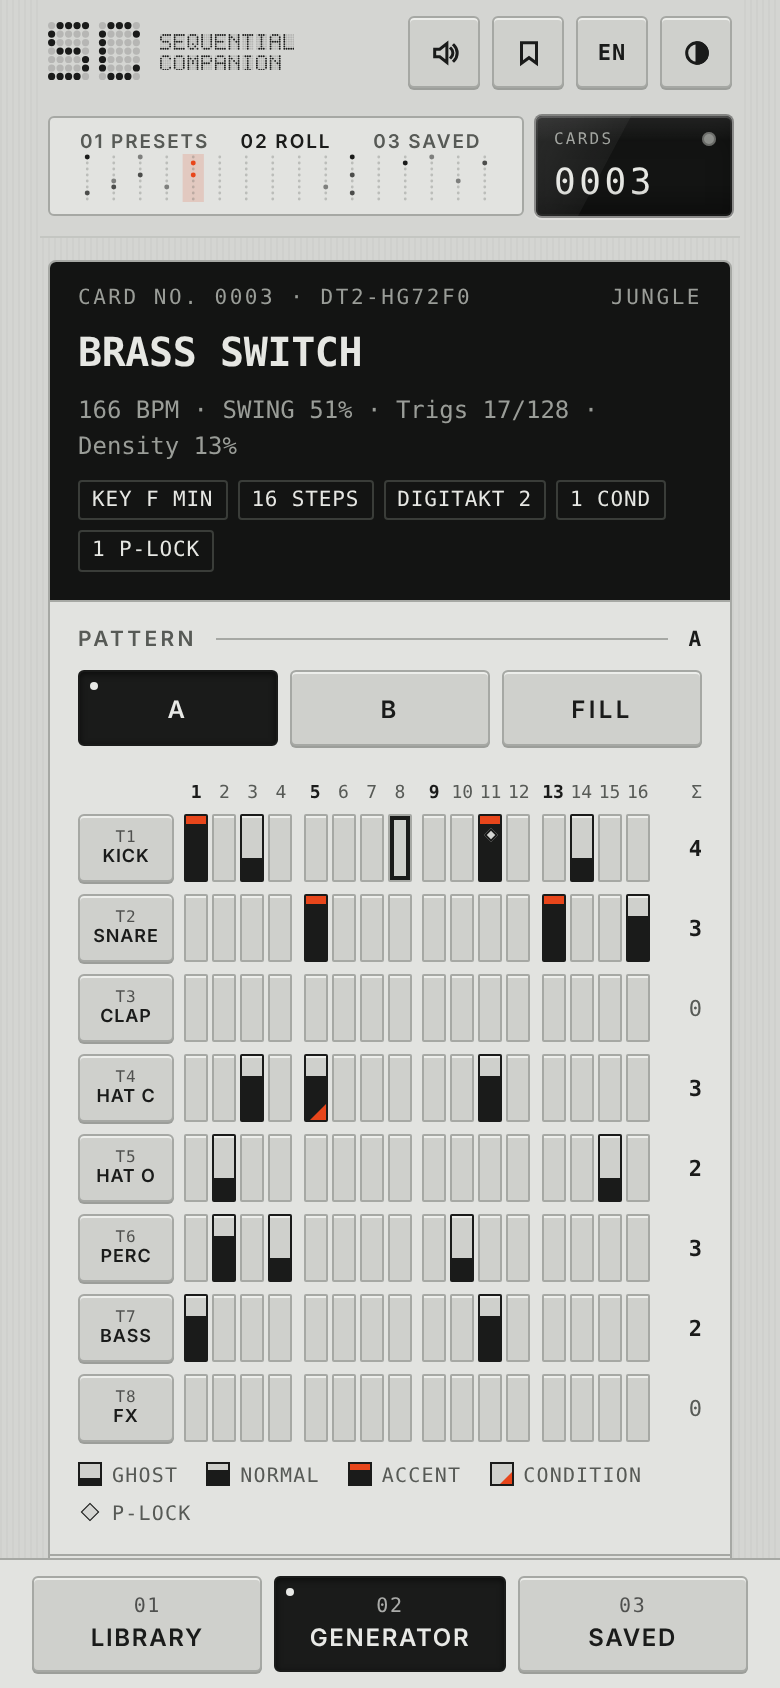 SC SEQUENTIAL
COMPANION
EN
01 PRESETS 02 ROLL 03 SAVED
CARDS
0003
CARD NO. 0003 · DT2-HG72F0 JUNGLE
BRASS SWITCH
166 BPM · SWING 51% · Trigs 17/128 ·
Density 13%
KEY F MIN 16 STEPS DIGITAKT 2 1 COND
1 P-LOCK
PATTERN A
A B FILL
1 2 3 4 5 6 7 8 9 10 11 12 13 14 15 16 Σ
T1
KICK 4
T2
SNARE 3
T3
CLAP 0
T4
HAT C 3
T5
HAT O 2
T6
PERC 3
T7
BASS 2
T8
FX 0
GHOST NORMAL ACCENT CONDITION
P-LOCK
01 02 03
LIBRARY GENERATOR SAVED